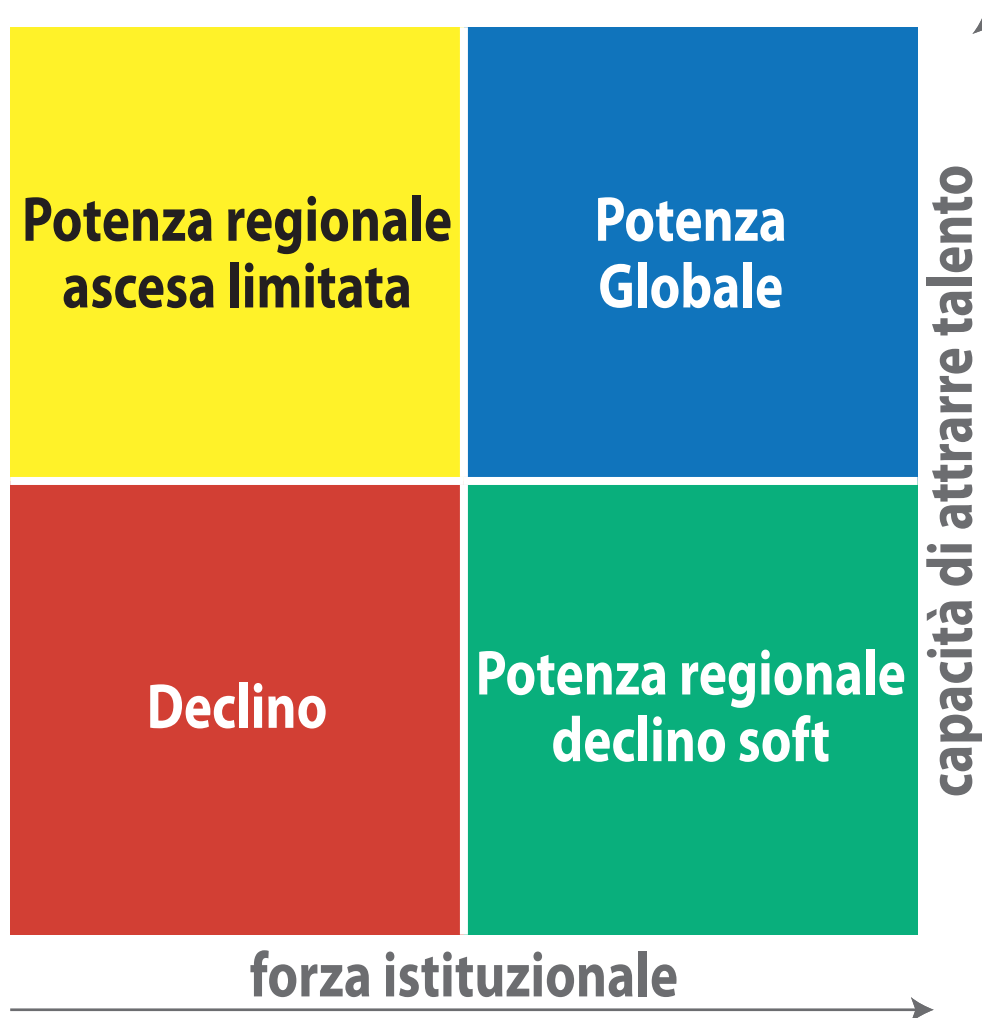 Potenza regionale
ascesa limitata
Potenza
Globale
Declino
Potenza regionale
declino soft
capacità di attrarre talento
forza istituzionale